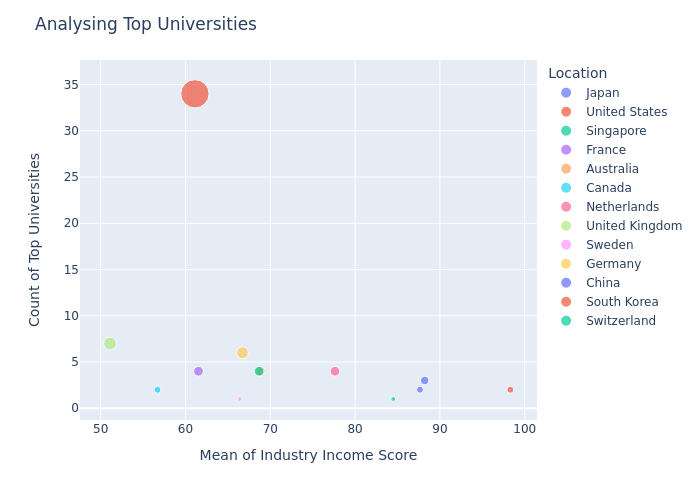 Analysing Top Universities
Count of Top Universities
35
30
25
20
15
10
5
0
50
60
70
80
90
100
Mean of Industry Income Score
Location
Japan
United States
Singapore
France
Australia
Canada
Netherlands
United Kingdom
Sweden
Germany
China
South Korea
Switzerland